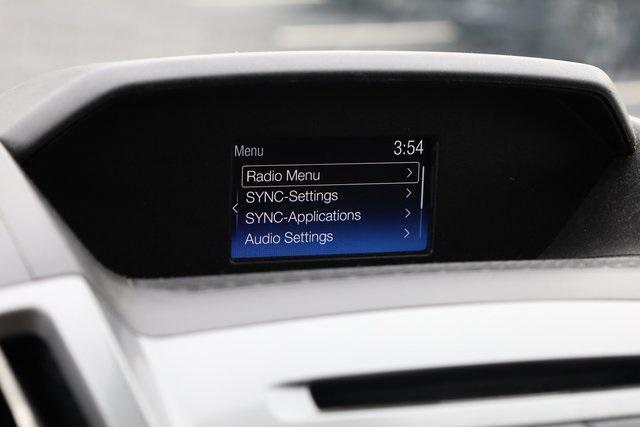 Menu 3:54
Radio Menu >
SYNC-Settings >
SYNC-Applications >
Audio Settings >